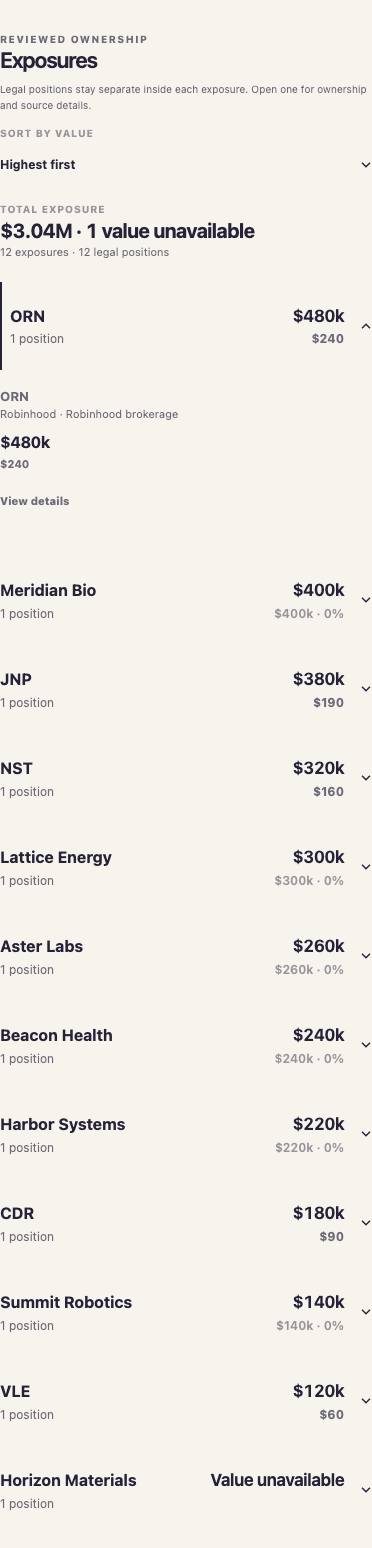 REVIEWED OWNERSHIP
Exposures
Legal positions stay separate inside each exposure. Open one for ownership
and source details.
SORT BY VALUE
Highest first
TOTAL EXPOSURE
$3.04M · 1 value unavailable
12 exposures · 12 legal positions
ORN $480k
1 position $240
ORN
Robinhood · Robinhood brokerage
$480k
$240
View details
Meridian Bio $400k
1 position $400k · 0%
JNP $380k
1 position $190
NST $320k
1 position $160
Lattice Energy $300k
1 position $300k · 0%
Aster Labs $260k
1 position $260k · 0%
Beacon Health $240k
1 position $240k · 0%
Harbor Systems $220k
1 position $220k · 0%
CDR $180k
1 position $90
Summit Robotics $140k
1 position $140k · 0%
VLE $120k
1 position $60
Horizon Materials Value unavailable
1 position